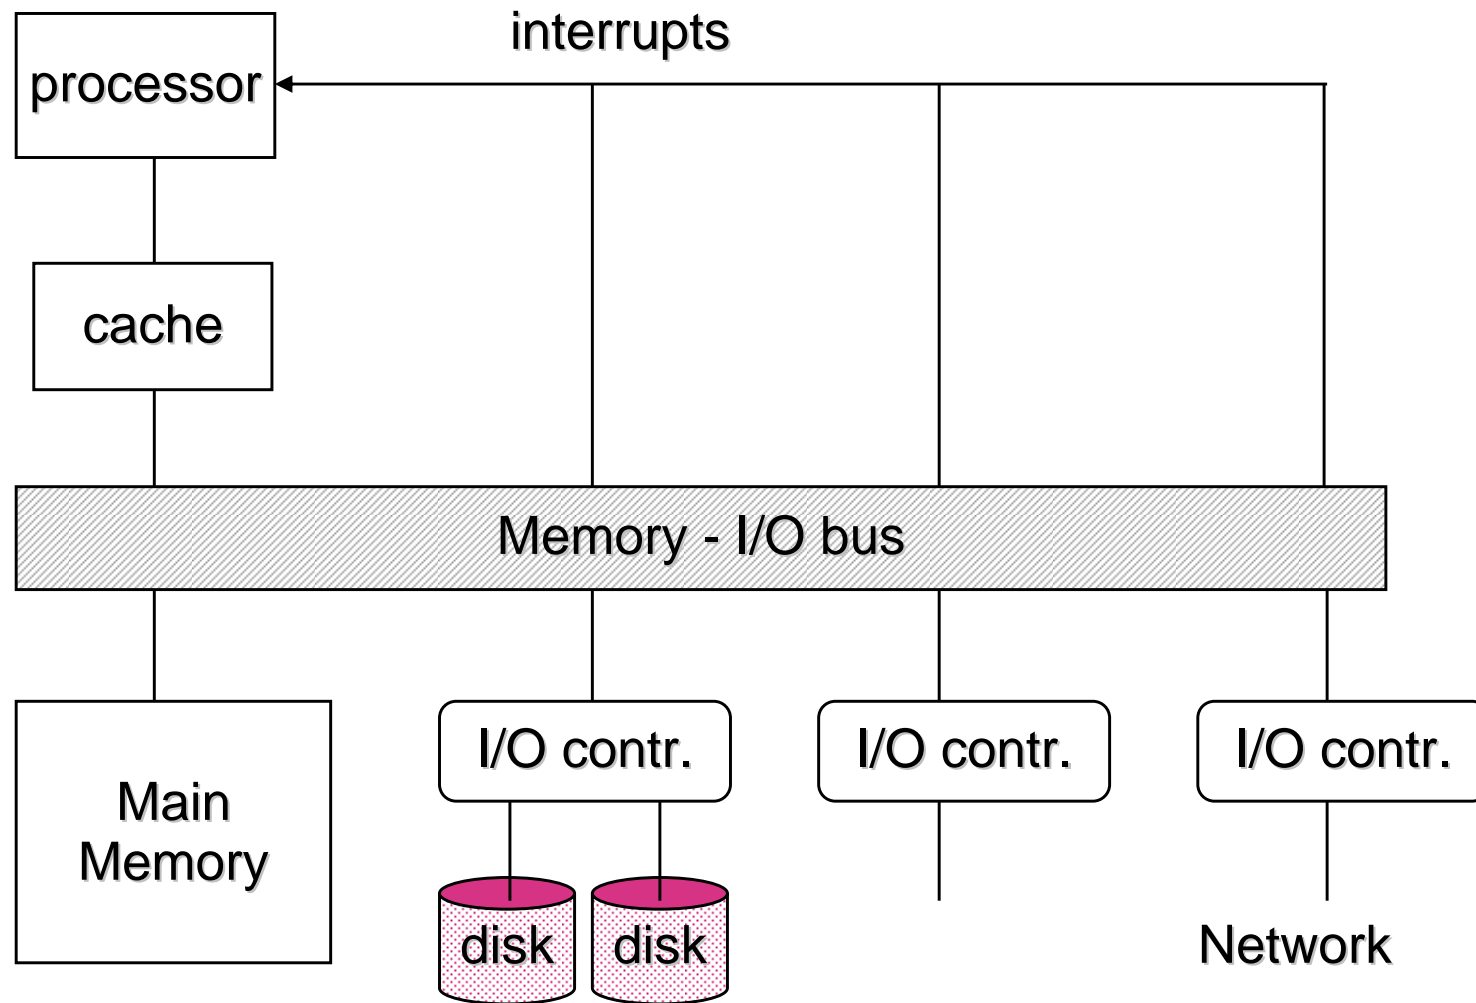 interrupts
processor
cache
Memory - I/O bus
I/O contr.
I/O contr.
I/O contr.
Main
Memory
disk
disk
Network